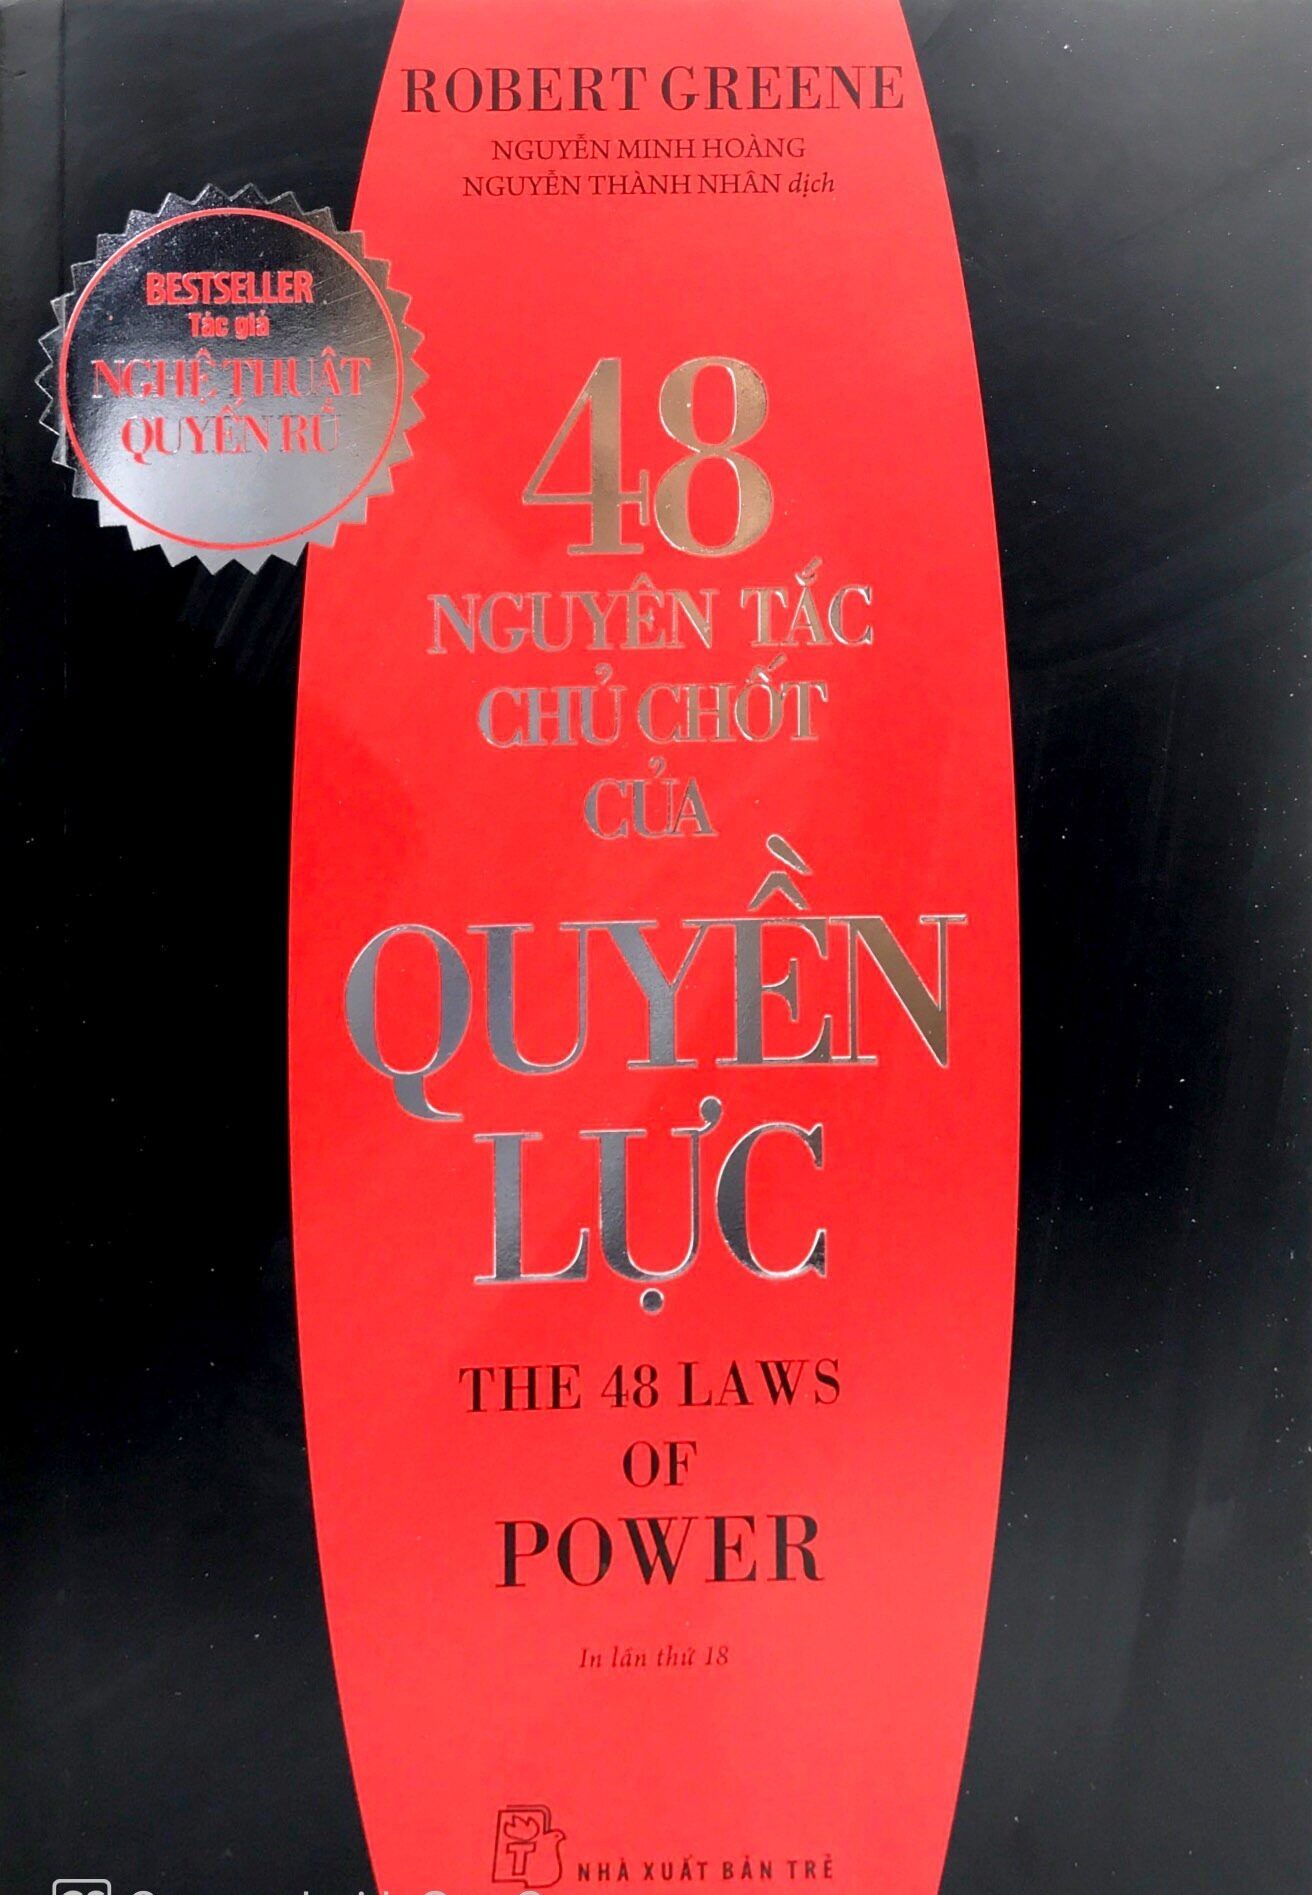 ROBERT GREENE
NGUYỄN MINH HOÀNG
NGUYỄN THÀNH NHÂN dịch
BESTSELLER
Tác giả
NGHỆ THUẬT
QUYẾN RŨ
48
NGUYÊN TẮC
CHỦ CHỐT
CỦA
QUYỀN
LỰC
THE 48 LAWS
OF
POWER
In lần thứ 18
NHÀ XUẤT BẢN TRẺ